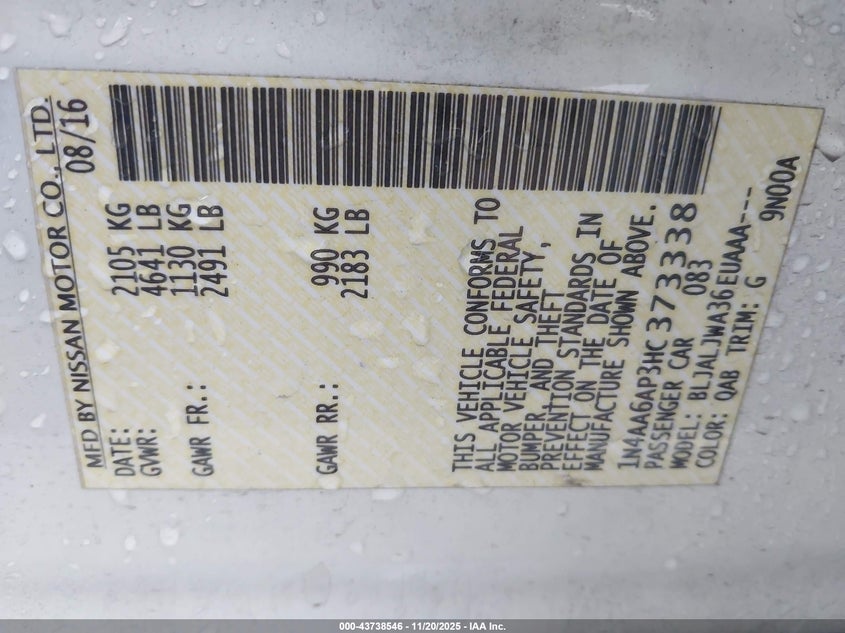 MFD BY NISSAN MOTOR CO., LTD.
DATE: 08/16
GVWR: 2105 KG
4641 LB
GAWR FR.: 1130 KG
2491 LB
GAWR RR.: 990 KG
2183 LB
THIS VEHICLE CONFORMS TO
ALL APPLICABLE FEDERAL
MOTOR VEHICLE SAFETY,
BUMPER, AND THEFT
PREVENTION STANDARDS IN
EFFECT ON THE DATE OF
MANUFACTURE SHOWN ABOVE.
1N4AA6AP3HC373338
PASSENGER CAR 083
MODEL: BLJALJWA36EUAAA---
COLOR: QAB TRIM: G 9N00A
000-43738546 - 11/20/2025 - IAA Inc.